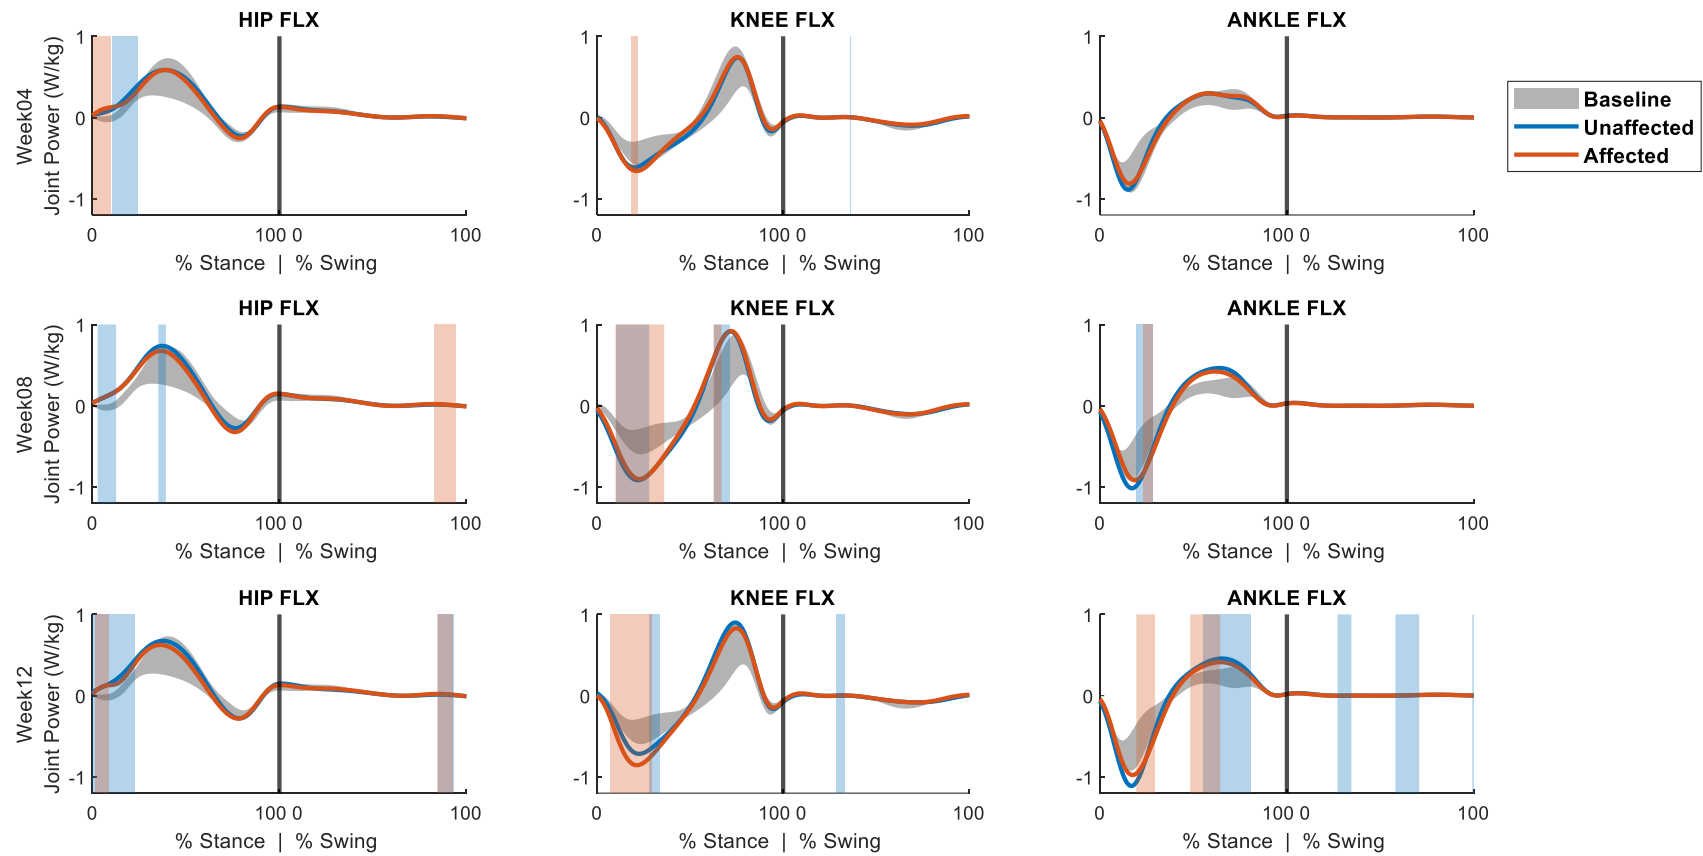 HIP FLX
KNEE FLX
ANKLE FLX
Week04
Joint Power (W/kg)
1
0
-1
0
100 0
100
% Stance | % Swing
1
0
-1
0
100 0
100
% Stance | % Swing
1
0
-1
0
100 0
100
% Stance | % Swing
Baseline
Unaffected
Affected
HIP FLX
KNEE FLX
ANKLE FLX
Week08
Joint Power (W/kg)
1
0
-1
0
100 0
100
% Stance | % Swing
1
0
-1
0
100 0
100
% Stance | % Swing
1
0
-1
0
100 0
100
% Stance | % Swing
HIP FLX
KNEE FLX
ANKLE FLX
Week12
Joint Power (W/kg)
1
0
-1
0
100 0
100
% Stance | % Swing
1
0
-1
0
100 0
100
% Stance | % Swing
1
0
-1
0
100 0
100
% Stance | % Swing